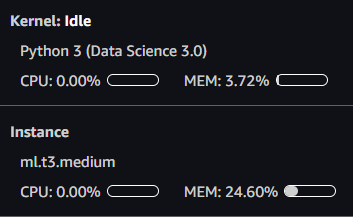 Kernel: Idle
Python 3 (Data Science 3.0)
CPU: 0.00% MEM: 3.72%
Instance
ml.t3.medium
CPU: 0.00% MEM: 24.60%